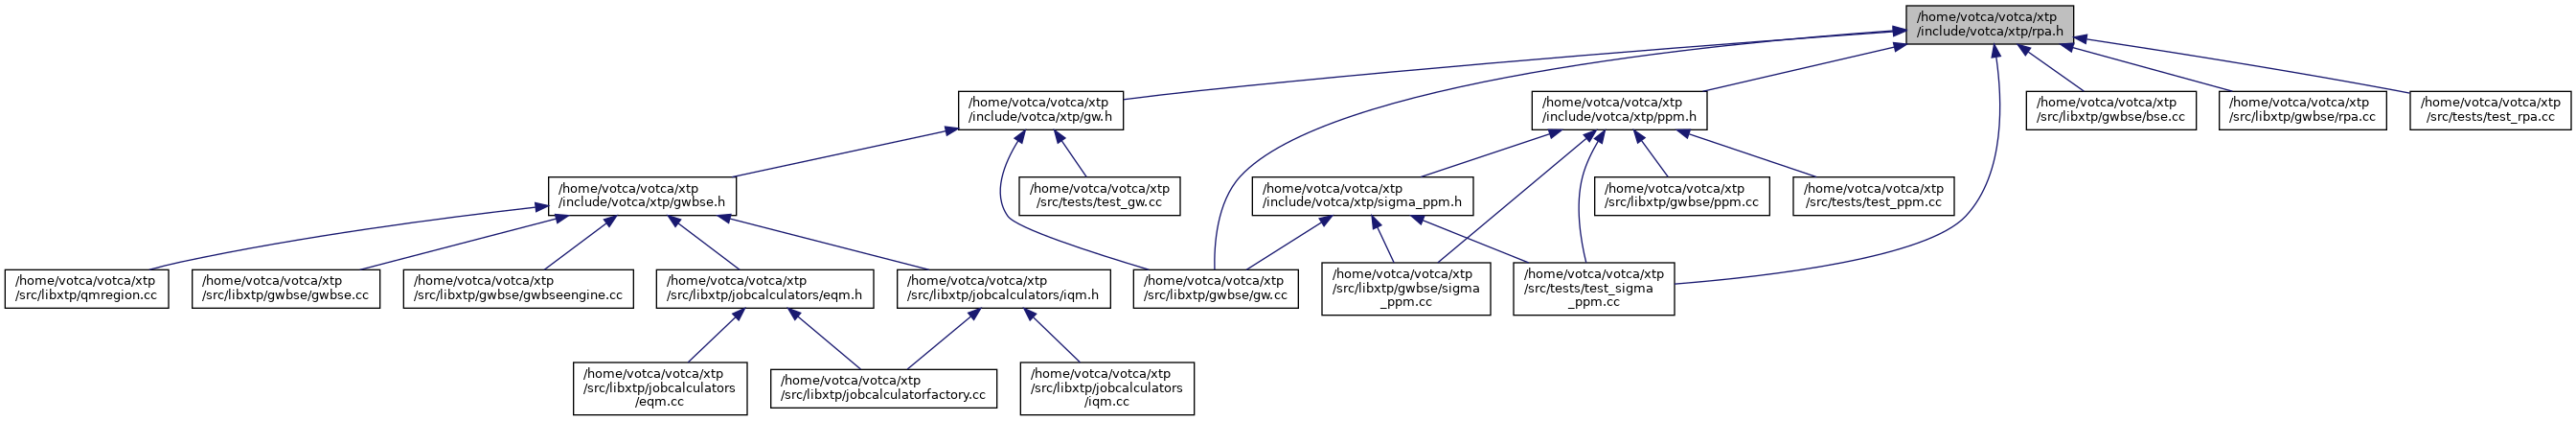 /home/votca/votca/xtp
/include/votca/xtp/rpa.h
/home/votca/votca/xtp
/include/votca/xtp/gw.h
/home/votca/votca/xtp
/include/votca/xtp/ppm.h
/home/votca/votca/xtp
/src/libxtp/gwbse/bse.cc
/home/votca/votca/xtp
/src/libxtp/gwbse/rpa.cc
/home/votca/votca/xtp
/src/tests/test_rpa.cc
/home/votca/votca/xtp
/include/votca/xtp/gwbse.h
/home/votca/votca/xtp
/src/tests/test_gw.cc
/home/votca/votca/xtp
/include/votca/xtp/sigma_ppm.h
/home/votca/votca/xtp
/src/libxtp/gwbse/ppm.cc
/home/votca/votca/xtp
/src/tests/test_ppm.cc
/home/votca/votca/xtp
/src/libxtp/qmregion.cc
/home/votca/votca/xtp
/src/libxtp/gwbse/gwbse.cc
/home/votca/votca/xtp
/src/libxtp/gwbse/gwbseengine.cc
/home/votca/votca/xtp
/src/libxtp/jobcalculators/eqm.h
/home/votca/votca/xtp
/src/libxtp/jobcalculators/iqm.h
/home/votca/votca/xtp
/src/libxtp/gwbse/gw.cc
/home/votca/votca/xtp
/src/libxtp/gwbse/sigma
_ppm.cc
/home/votca/votca/xtp
/src/tests/test_sigma
_ppm.cc
/home/votca/votca/xtp
/src/libxtp/jobcalculators
/eqm.cc
/home/votca/votca/xtp
/src/libxtp/jobcalculatorfactory.cc
/home/votca/votca/xtp
/src/libxtp/jobcalculators
/iqm.cc